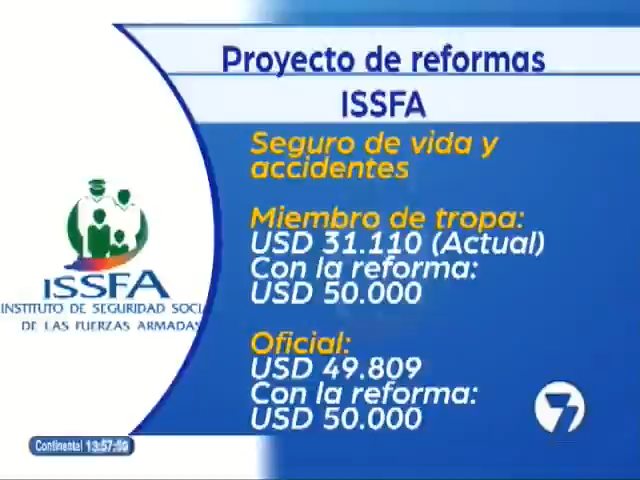 Proyecto de reformas
ISSFA
Seguro de vida y
accidentes
Miembro de tropa:
USD 31.110 (Actual)
Con la reforma:
USD 50.000
Oficial:
USD 49.809
Con la reforma:
USD 50.000
ISSFA
INSTITUTO DE SEGURIDAD SOCI
DE LAS FUERZAS ARMADAS
7
Continental 13:57: